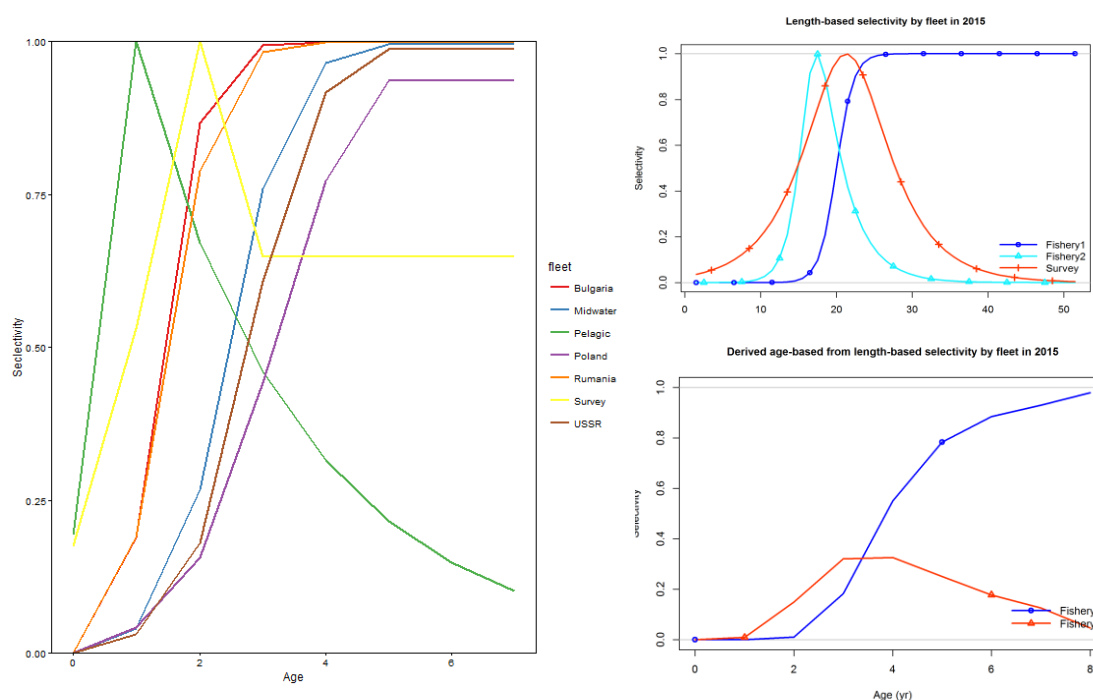 1.00
0.75
0.50
0.25
0.00
Seclectivity
0
2
4
6
Age
fleet
Bulgaria
Midwater
Pelagic
Poland
Rumania
Survey
USSR
Length-based selectivity by fleet in 2015
1.0
0.8
0.6
0.4
0.2
0.0
Selectivity
Fishery1
Fishery2
Survey
0
10
20
30
40
50
Derived age-based from length-based selectivity by fleet in 2015
1.0
0.8
0.6
0.4
0.2
0.0
Selectivity
Fishery
Fishery
0
2
4
6
8
Age (yr)